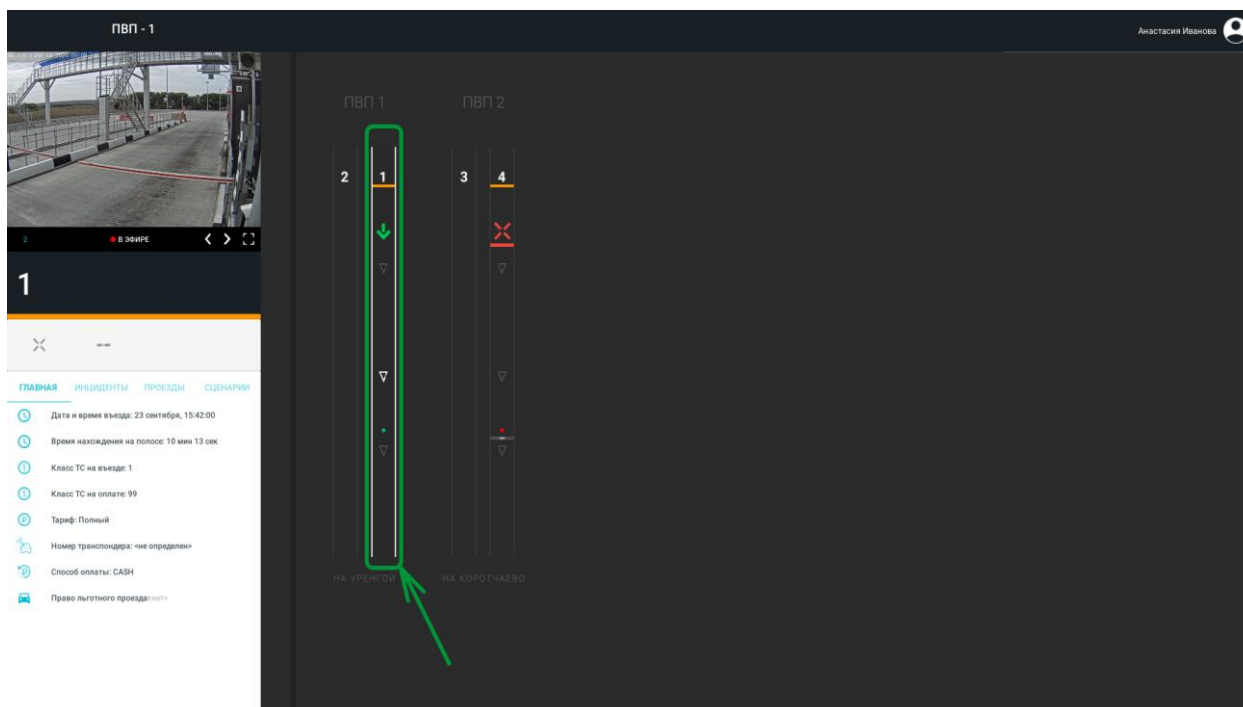 ПВП - 1
Анастасия Иванова
2
В ЭФИРЕ
1
ГЛАВНАЯ ИНЦИДЕНТЫ ПРОЕЗДЫ СЦЕНАРИИ
Дата и время въезда: 23 сентября, 15:42:00
Время нахождения на полосе: 10 мин 13 сек
Класс ТС на въезде: 1
Класс ТС на оплате: 99
Тариф: Полный
Номер транспондера: <не определен>
Способ оплаты: CASH
Право льготного проезда
ПВП 1 ПВП 2
2 1 3 4
НА УРЕНГОЙ НА КОРОТЧАЕВО